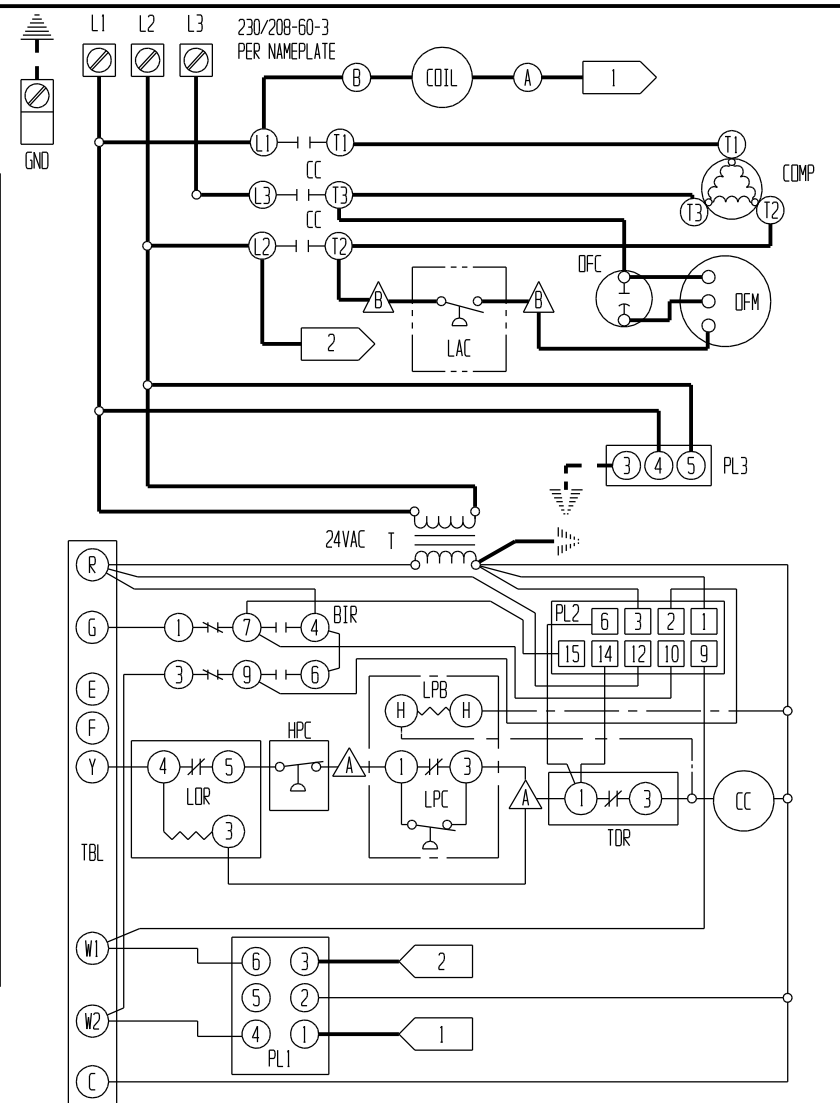 L1 L2 L3 230/208-60-3
PER NAMEPLATE
B COIL A 1
GND
L1 T1 T1
CC
COMP
L3 T3 T3 T2
CC
L2 T2
OFC
B B OFM
2 LAC
3 4 5 PL3
24VAC T
R
BIR PL2 6 3 2 1
G 1 7 4
15 14 12 10 9
3 9 6
E
LPB
H H
F
HPC
Y 4 5 A 1 3
LOR LPC A 1 3 CC
3 TDR
TBL
W1 6 3 2
5 2
W2 4 1 1
PL1
C